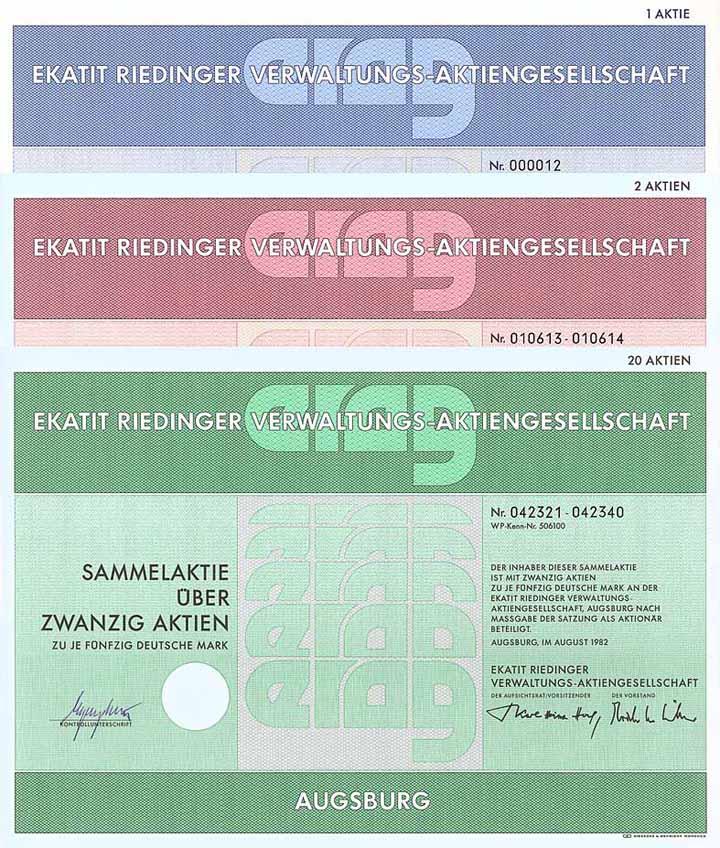 1 AKTIE
EKATIT RIEDINGER VERWALTUNGS-AKTIENGESELLSCHAFT
Nr. 000012
2 AKTIEN
EKATIT RIEDINGER VERWALTUNGS-AKTIENGESELLSCHAFT
Nr. 010613 - 010614
20 AKTIEN
EKATIT RIEDINGER VERWALTUNGS-AKTIENGESELLSCHAFT
Nr. 042321 - 042340
WP-Kenn-Nr. 506100
SAMMELAKTIE
ÜBER
ZWANZIG AKTIEN
ZU JE FÜNFZIG DEUTSCHE MARK
KONTROLLUNTERSCHRIFT
DER INHABER DIESER SAMMELAKTIE
IST MIT ZWANZIG AKTIEN
ZU JE FÜNFZIG DEUTSCHE MARK AN DER
EKATIT RIEDINGER VERWALTUNGS-
AKTIENGESELLSCHAFT, AUGSBURG NACH
MASSGABE DER SATZUNG ALS AKTIONÄR
BETEILIGT.
AUGSBURG, IM AUGUST 1982
EKATIT RIEDINGER
VERWALTUNGS-AKTIENGESELLSCHAFT
DER AUFSICHTSRAT/VORSITZENDER DER VORSTAND
AUGSBURG